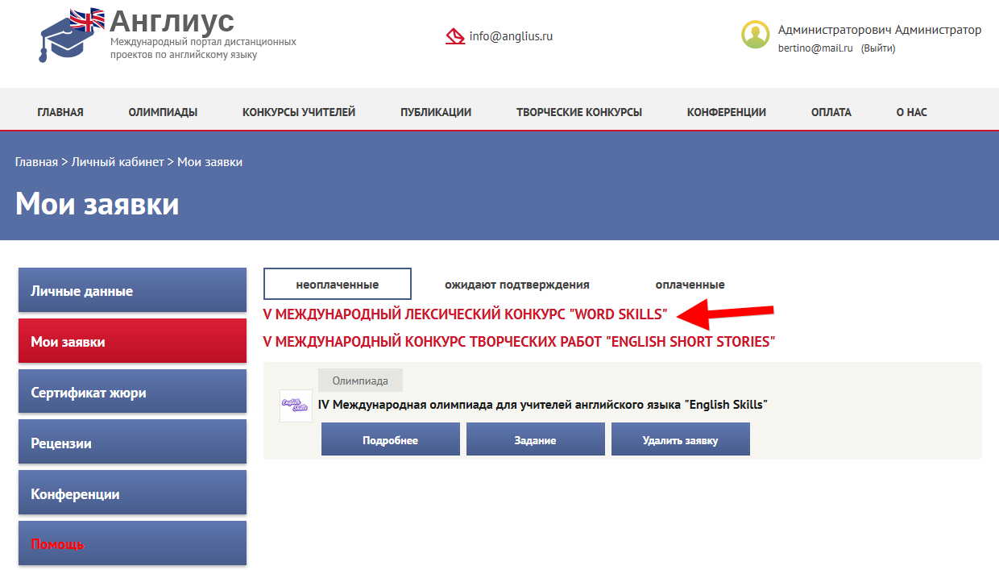 Англиус
Международный портал дистанционных
проектов по английскому языку
info@anglius.ru
Администраторович Администратор
bertino@mail.ru (Выйти)
ГЛАВНАЯ ОЛИМПИАДЫ КОНКУРСЫ УЧИТЕЛЕЙ ПУБЛИКАЦИИ ТВОРЧЕСКИЕ КОНКУРСЫ КОНФЕРЕНЦИИ ОПЛАТА О НАС
Главная > Личный кабинет > Мои заявки
Мои заявки
Личные данные
Мои заявки
Сертификат жюри
Рецензии
Конференции
Помощь
неоплаченные ожидают подтверждения оплаченные
V МЕЖДУНАРОДНЫЙ ЛЕКСИЧЕСКИЙ КОНКУРС "WORD SKILLS"
V МЕЖДУНАРОДНЫЙ КОНКУРС ТВОРЧЕСКИХ РАБОТ "ENGLISH SHORT STORIES"
Олимпиада
English
Skills
IV Международная олимпиада для учителей английского языка "English Skills"
Подробнее Задание Удалить заявку